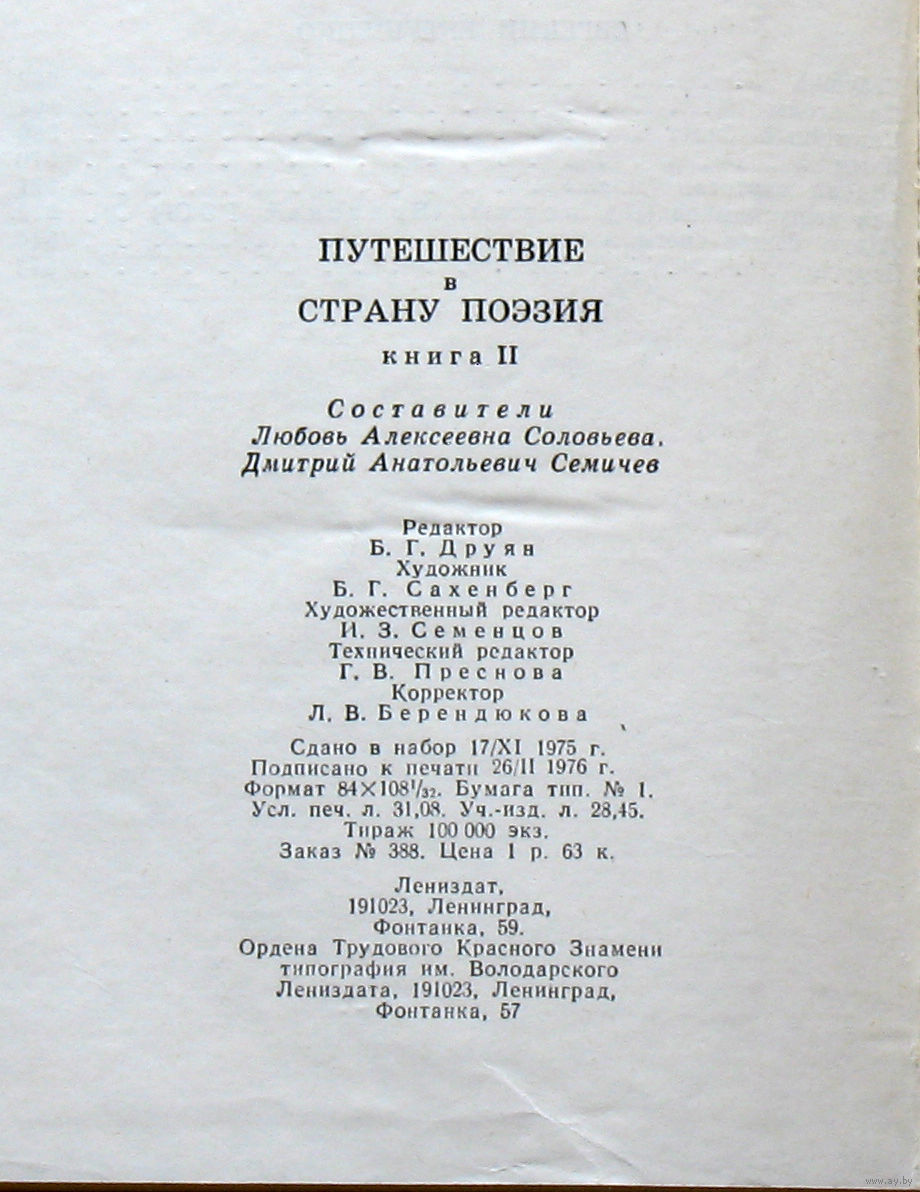 ПУТЕШЕСТВИЕ
в
СТРАНУ ПОЭЗИЯ
книга II
Составители
Любовь Алексеевна Соловьева,
Дмитрий Анатольевич Семичев
Редактор
Б. Г. Друян
Художник
Б. Г. Сахенберг
Художественный редактор
И. З. Семенцов
Технический редактор
Г. В. Преснова
Корректор
Л. В. Берендюкова
Сдано в набор 17/XI 1975 г.
Подписано к печати 26/II 1976 г.
Формат 84×108¹/₃₂. Бумага тип. № 1.
Усл. печ. л. 31,08. Уч.-изд. л. 28,45.
Тираж 100 000 экз.
Заказ № 388. Цена 1 р. 63 к.
Лениздат,
191023, Ленинград,
Фонтанка, 59.
Ордена Трудового Красного Знамени
типография им. Володарского
Лениздата, 191023, Ленинград,
Фонтанка, 57
www.ay.by